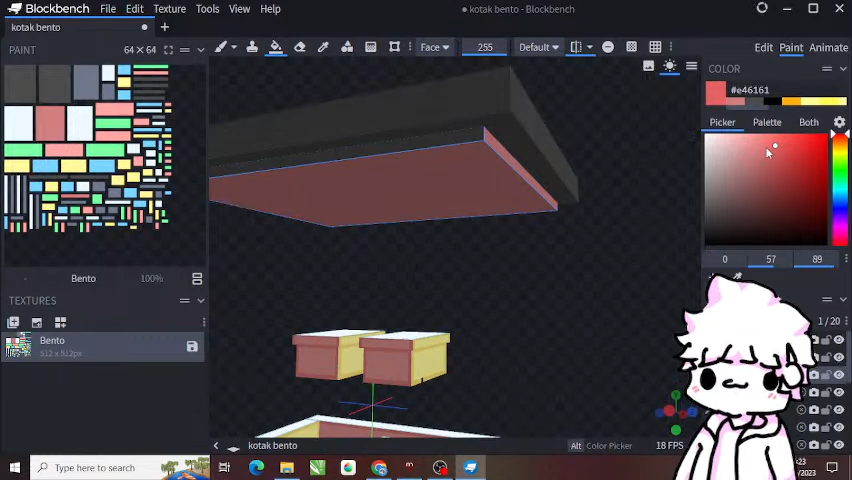 Blockbench File Edit Texture Tools View Help • kotak bento - Blockbench
kotak bento
PAINT 64 × 64
Face 255 Default
Edit Paint Animate
COLOR
#e46161
Picker Palette Both
0 57 89
Bento 100%
TEXTURES
Bento
512 x 512px
1 / 20
kotak bento Alt Color Picker 18 FPS
Type here to search